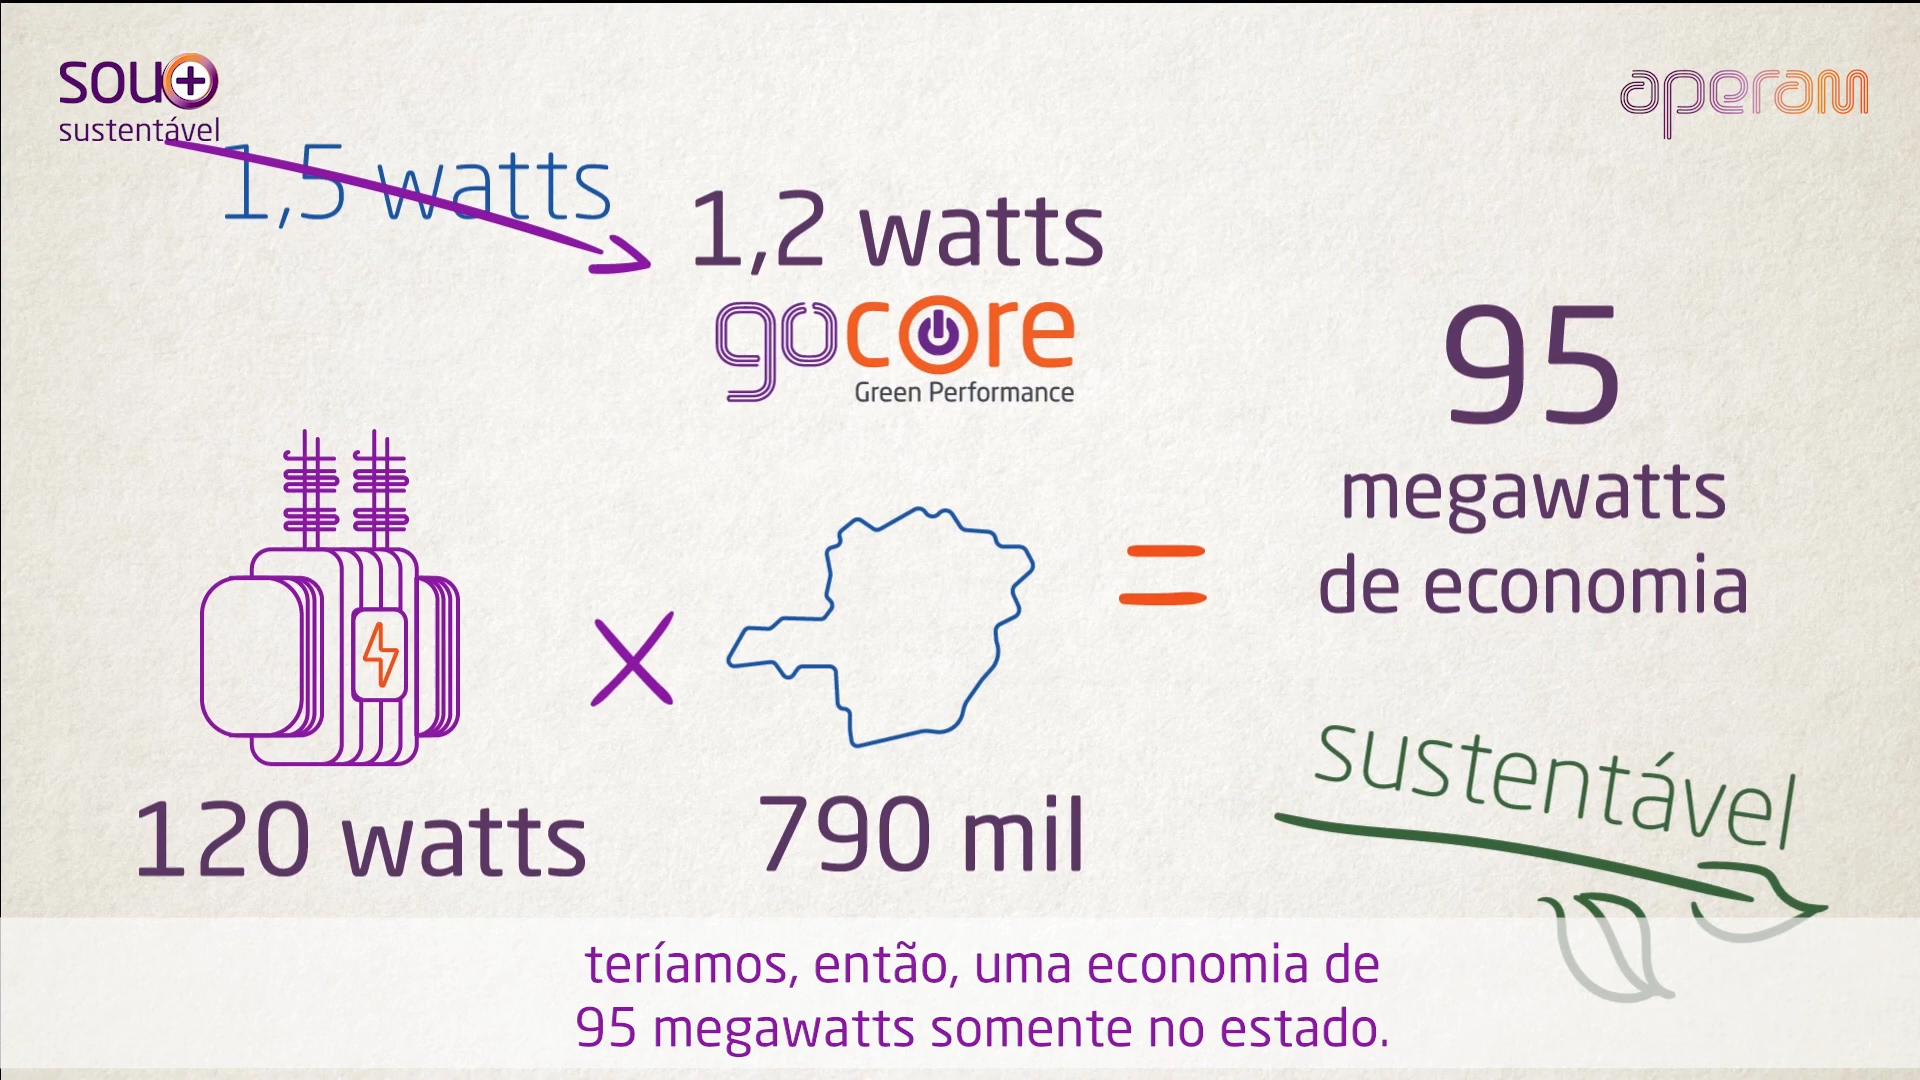 sou+
sustentável
aperam
1,5 watts
1,2 watts
gocore
Green Performance
95
megawatts
de economia
120 watts
790 mil
sustentável
teríamos, então, uma economia de
95 megawatts somente no estado.